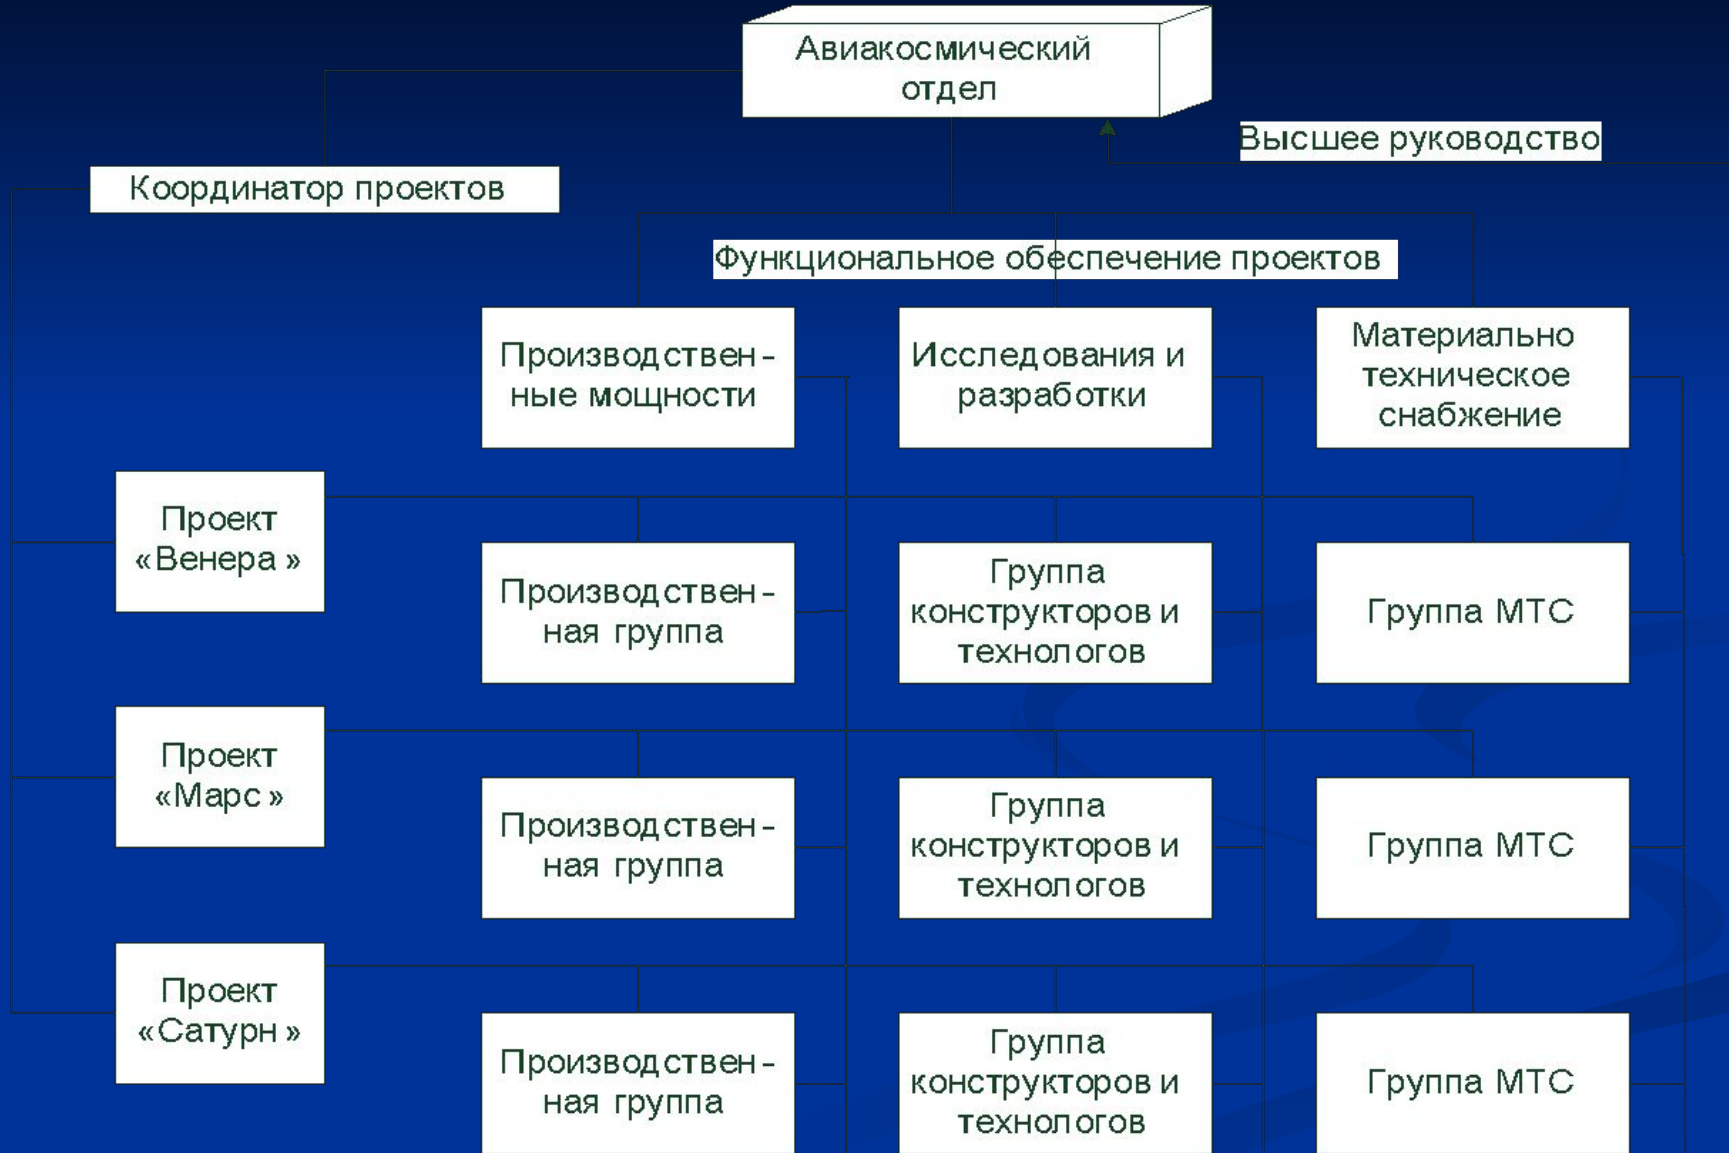 Авиакосмический
отдел
Высшее руководство
Координатор проектов
Функциональное обеспечение проектов
Производствен-
ные мощности
Исследования и
разработки
Материально
техническое
снабжение
Проект
«Венера»
Производствен-
ная группа
Группа
конструкторов и
технологов
Группа МТС
Проект
«Марс»
Производствен-
ная группа
Группа
конструкторов и
технологов
Группа МТС
Проект
«Сатурн»
Производствен-
ная группа
Группа
конструкторов и
технологов
Группа МТС